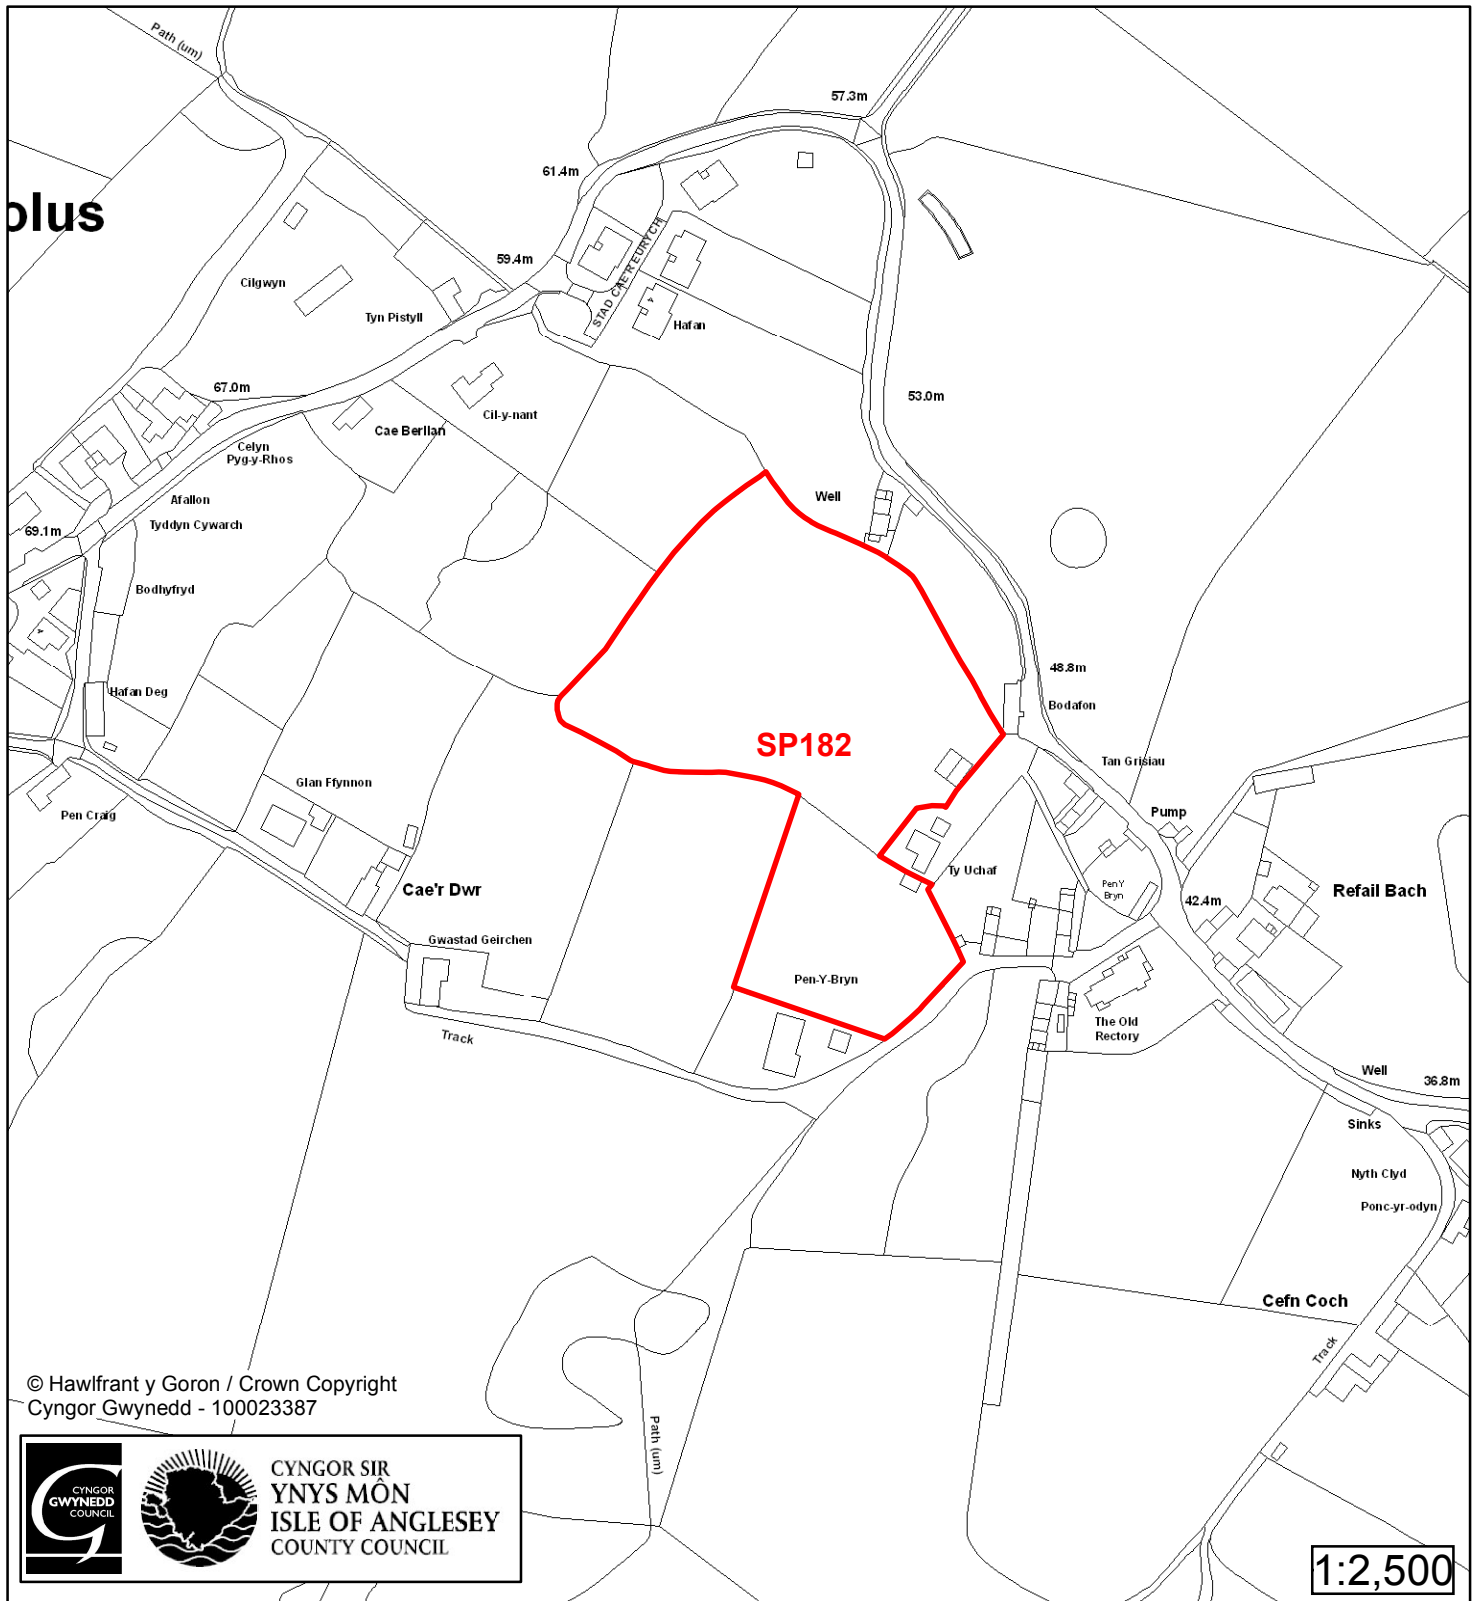 Path (um)
57.3m
61.4m
olus
STAD CAE'R EURYCH
59.4m
Cilgwyn
Tyn Pistyll
Hafan
67.0m
53.0m
Cil-y-nant
Cae Berllan
Celyn
Pyg-y-Rhos
Well
Afallon
Tyddyn Cywarch
69.1m
Bodhyfryd
48.8m
Hafan Deg
Bodafon
SP182
Tan Grisiau
Glan Ffynnon
Pen Craig
Pump
Ty Uchaf
Cae'r Dwr
Pen Y
Bryn
Refail Bach
42.4m
Gwastad Geirchen
Pen-Y-Bryn
Track
The Old
Rectory
Well
36.8m
Sinks
Nyth Clyd
Ponc-yr-odyn
Cefn Coch
Track
© Hawlfrant y Goron / Crown Copyright
Cyngor Gwynedd - 100023387
Path (um)
CYNGOR
GWYNEDD
COUNCIL
CYNGOR SIR
YNYS MÔN
ISLE OF ANGLESEY
COUNTY COUNCIL
1:2,500